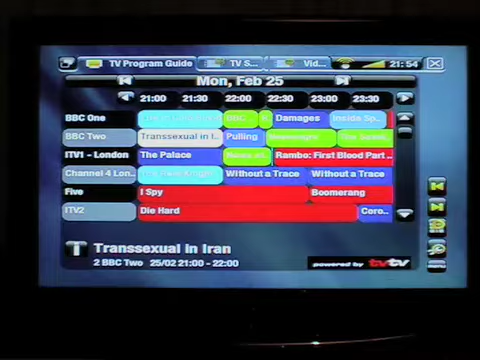 TV Program Guide TV S... Vid... 21:54
Mon, Feb 25
21:00 21:30 22:00 22:30 23:00 23:30
BBC One BBC Damages Inside Sp...
BBC Two Transsexual in I... Pulling
ITV1 - London The Palace News at... Rambo: First Blood Part ...
Channel 4 Lon... Without a Trace Without a Trace
Five I Spy Boomerang
ITV2 Die Hard Coro...
T Transsexual in Iran
2 BBC Two 25/02 21:00 - 22:00
powered by tvtv
menu